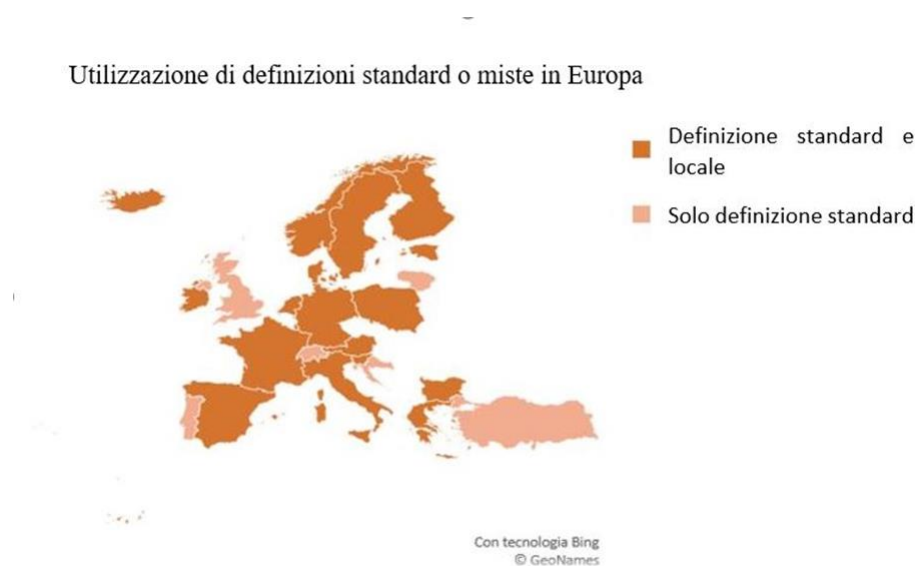 Utilizzazione di definizioni standard o miste in Europa
Definizione standard e
locale
Solo definizione standard
Con tecnologia Bing
© GeoNames